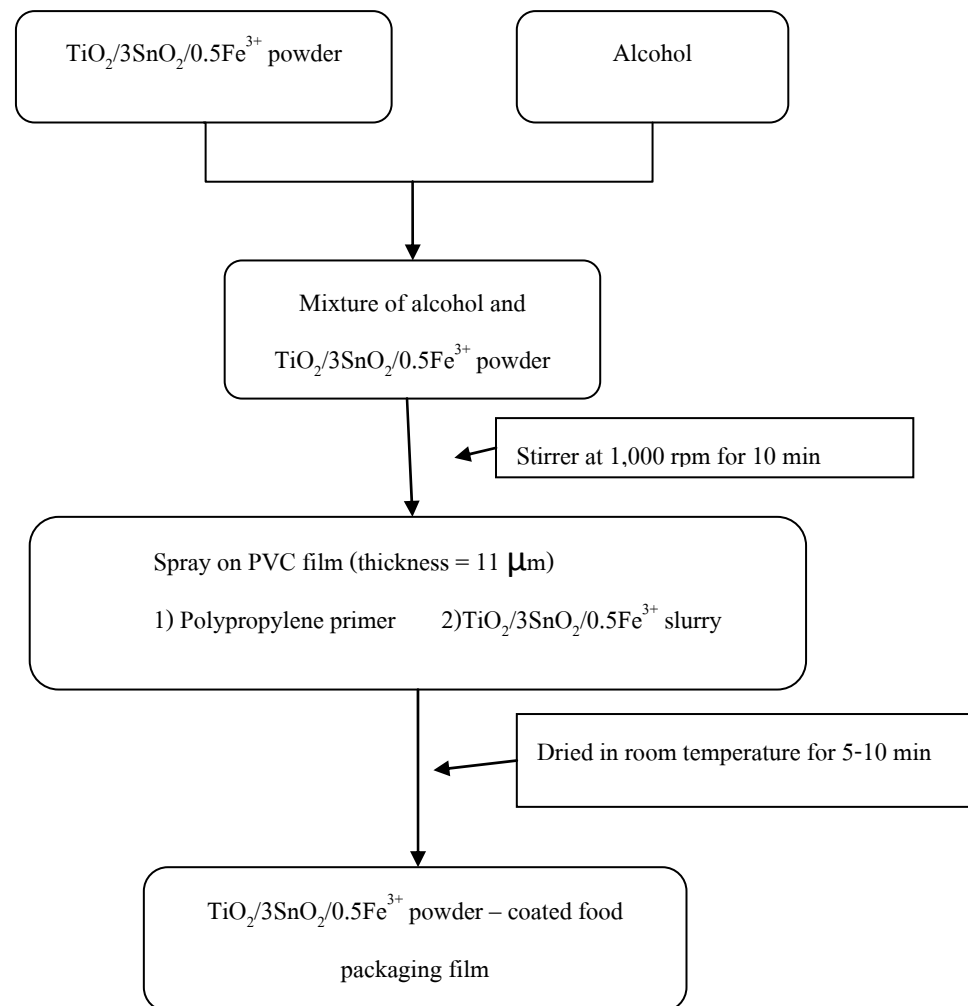 TiO₂/3SnO₂/0.5Fe³⁺ powder
Alcohol
Mixture of alcohol and
TiO₂/3SnO₂/0.5Fe³⁺ powder
Stirrer at 1,000 rpm for 10 min
Spray on PVC film (thickness = 11 µm)
1) Polypropylene primer 2)TiO₂/3SnO₂/0.5Fe³⁺ slurry
Dried in room temperature for 5-10 min
TiO₂/3SnO₂/0.5Fe³⁺ powder – coated food
packaging film